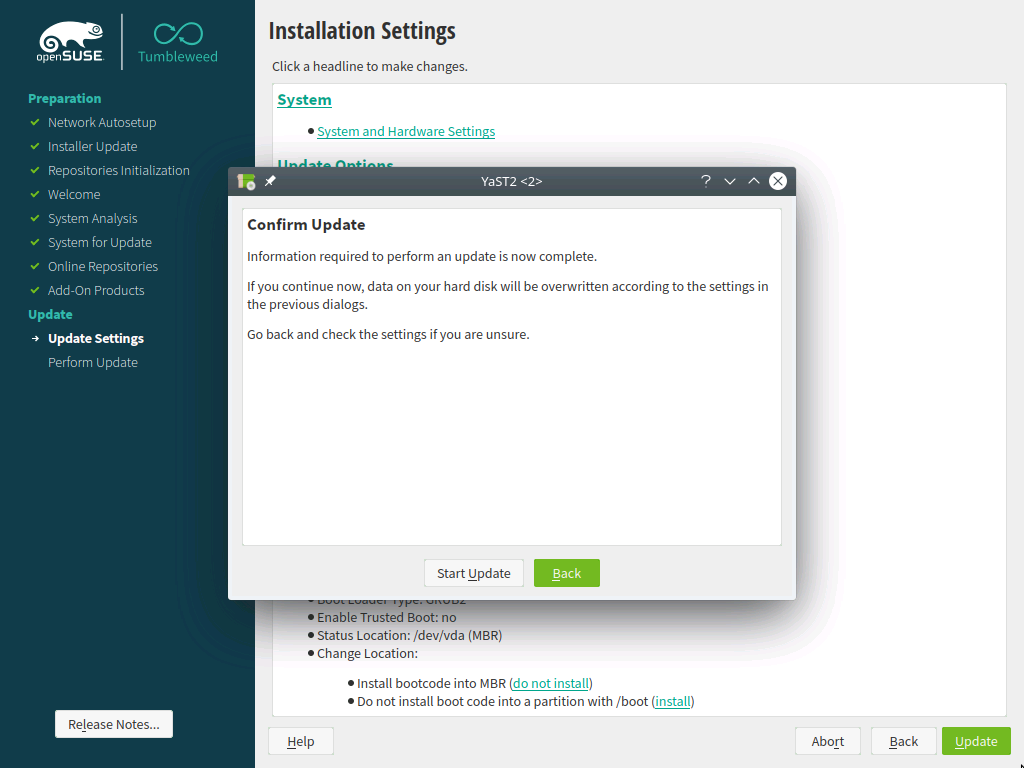 openSUSE
Tumbleweed
Preparation
Network Autosetup
Installer Update
Repositories Initialization
Welcome
System Analysis
System for Update
Online Repositories
Add-On Products
Update
Update Settings
Perform Update
Release Notes...
Installation Settings
Click a headline to make changes.
System
System and Hardware Settings
Update Options
YaST2 <2>
Confirm Update
Information required to perform an update is now complete.
If you continue now, data on your hard disk will be overwritten according to the settings in
the previous dialogs.
Go back and check the settings if you are unsure.
Start Update
Back
Boot Loader Type: GRUB2
Enable Trusted Boot: no
Status Location: /dev/vda (MBR)
Change Location:
Install bootcode into MBR (do not install)
Do not install boot code into a partition with /boot (install)
Help
Abort
Back
Update